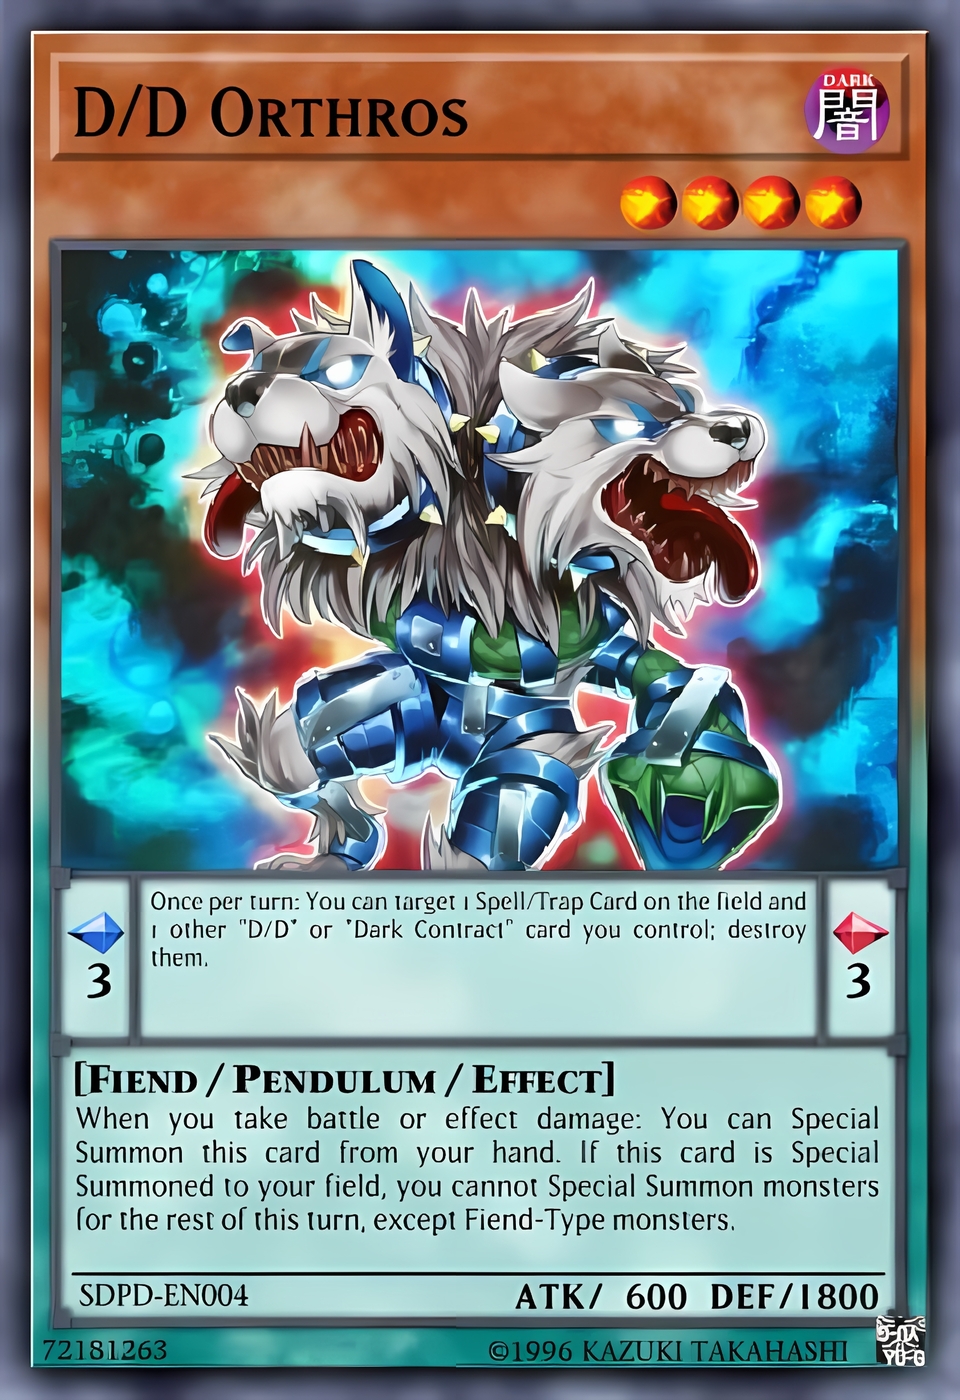 D/D Orthros
DARK
闇
Once per turn: You can target 1 Spell/Trap Card on the field and
1 other "D/D" or "Dark Contract" card you control; destroy
them.
3
3
[Fiend / Pendulum / Effect]
When you take battle or effect damage: You can Special
Summon this card from your hand. If this card is Special
Summoned to your field, you cannot Special Summon monsters
for the rest of this turn, except Fiend-Type monsters.
SDPD-EN004
ATK/ 600 DEF/1800
72181263
©1996 KAZUKI TAKAHASHI